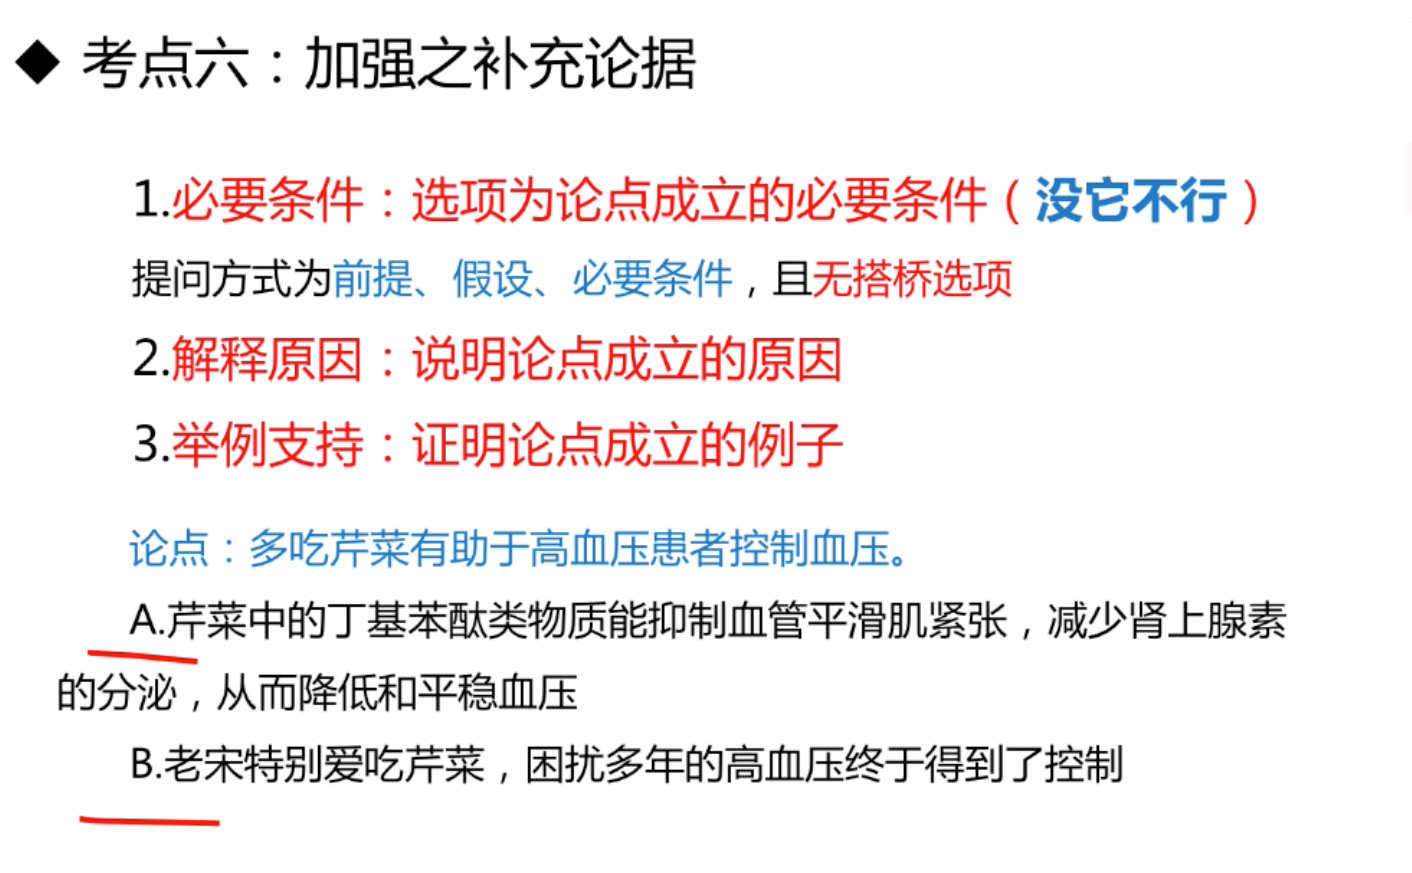 ◆ 考点六：加强之补充论据
1.必要条件：选项为论点成立的必要条件（没它不行）
提问方式为前提、假设、必要条件，且无搭桥选项
2.解释原因：说明论点成立的原因
3.举例支持：证明论点成立的例子
论点：多吃芹菜有助于高血压患者控制血压。
A.芹菜中的丁基苯酞类物质能抑制血管平滑肌紧张，减少肾上腺素
的分泌，从而降低和平稳血压
B.老宋特别爱吃芹菜，困扰多年的高血压终于得到了控制